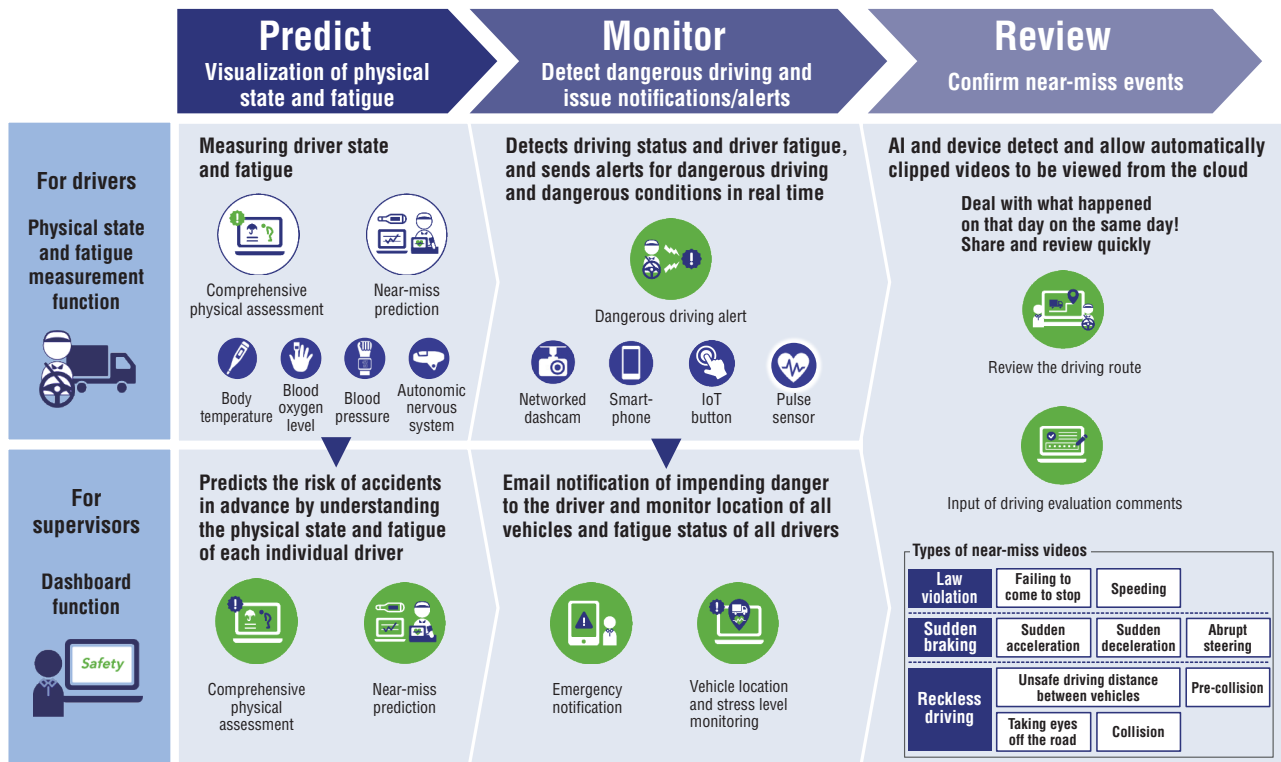 Predict
Visualization of physical
state and fatigue
Monitor
Detect dangerous driving and
issue notifications/alerts
Review
Confirm near-miss events
For drivers
Physical state
and fatigue
measurement
function
Measuring driver state
and fatigue
Comprehensive
physical assessment
Near-miss
prediction
Body
temperature
Blood
oxygen
level
Blood
pressure
Autonomic
nervous
system
Detects driving status and driver fatigue,
and sends alerts for dangerous driving
and dangerous conditions in real time
Dangerous driving alert
Networked
dashcam
Smart-
phone
IoT
button
Pulse
sensor
AI and device detect and allow automatically
clipped videos to be viewed from the cloud
Deal with what happened
on that day on the same day!
Share and review quickly
Review the driving route
Input of driving evaluation comments
For
supervisors
Dashboard
function
Safety
Predicts the risk of accidents
in advance by understanding
the physical state and fatigue
of each individual driver
Comprehensive
physical
assessment
Near-miss
prediction
Email notification of impending danger
to the driver and monitor location of all
vehicles and fatigue status of all drivers
Emergency
notification
Vehicle location
and stress level
monitoring
Types of near-miss videos
Law
violation
Failing to
come to stop
Speeding
Sudden
braking
Sudden
acceleration
Sudden
deceleration
Abrupt
steering
Reckless
driving
Unsafe driving distance
between vehicles
Pre-collision
Taking eyes
off the road
Collision